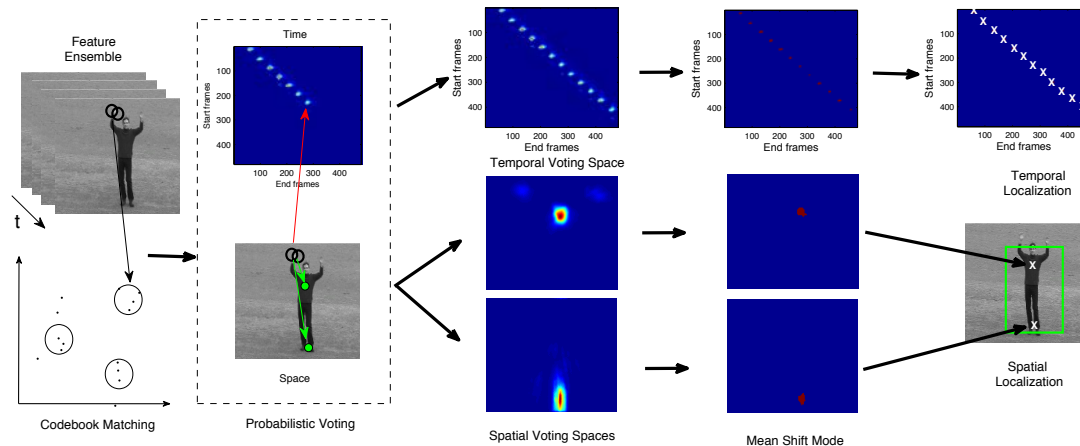 Feature
Ensemble
t
Codebook Matching
Time
Start frames
100
200
300
400
100 200 300 400
End frames
Space
Probabilistic Voting
Start frames
100
200
300
400
100 200 300 400
End frames
Temporal Voting Space
Spatial Voting Spaces
Start frames
100
200
300
400
100 200 300 400
End frames
Mean Shift Mode
Start frames
100
200
300
400
100 200 300 400
End frames
X X X X X X X X X X X X
Temporal
Localization
X
X
Spatial
Localization